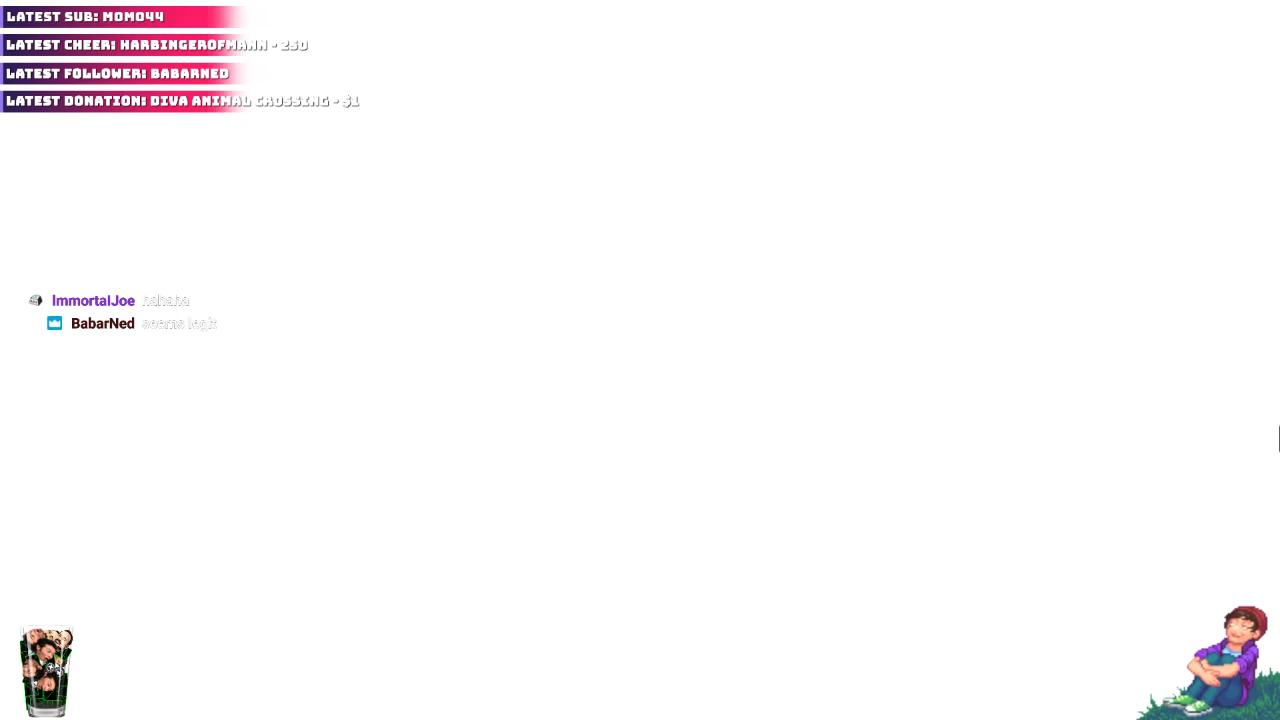 LATEST SUB: MOMO44
LATEST CHEER: HARBINGEROFMANN - 250
LATEST FOLLOWER: BABARNED
LATEST DONATION: DIVA ANIMAL CROSSING - $1
ImmortalJoe hahaha
BabarNed seems legit